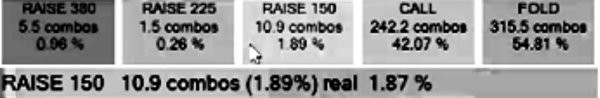 RAISE 380 RAISE 225 RAISE 150 CALL FOLD
5.5 combos 1.5 combos 10.9 combos 242.2 combos 315.5 combos
0.96 % 0.26 % 1.89 % 42.07 % 54.81 %
RAISE 150 10.9 combos (1.89%) real 1.87 %